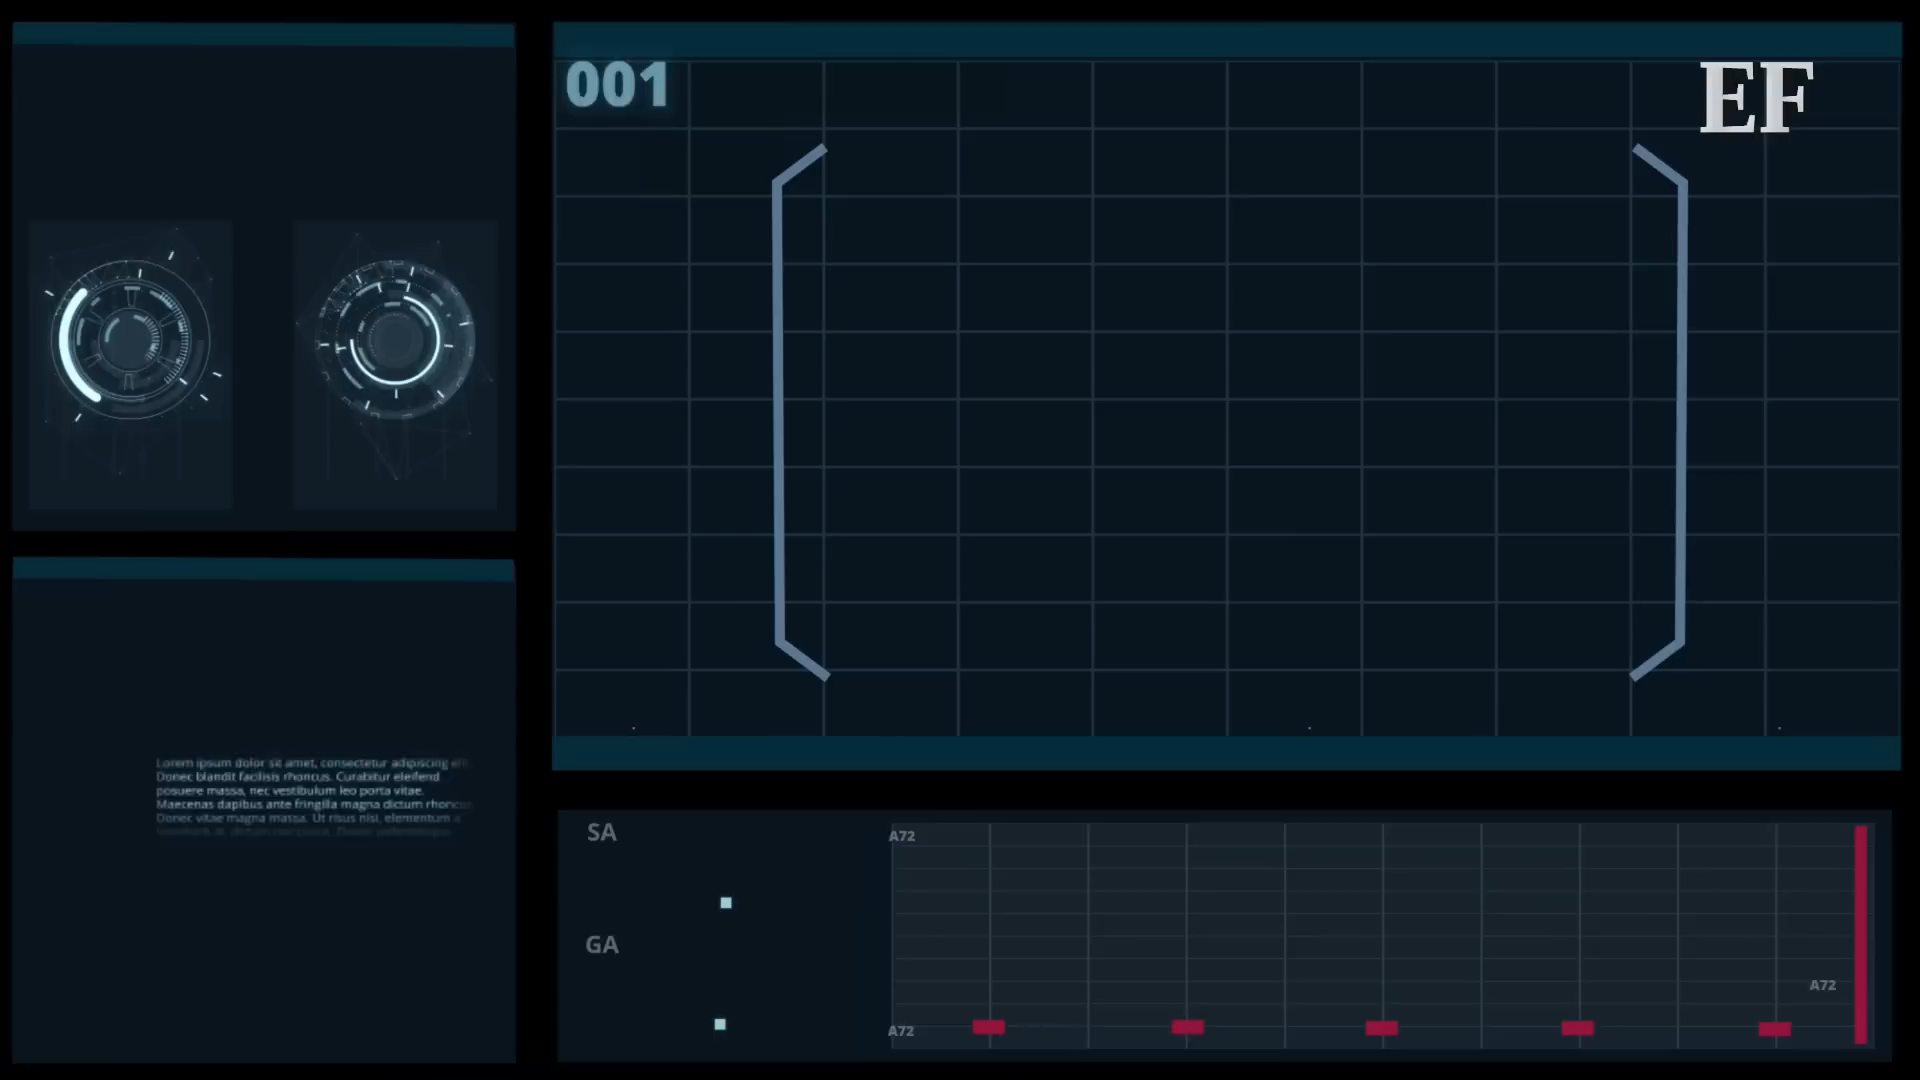 001
EF
Lorem ipsum dolor sit amet, consectetur adipiscing
Donec blandit facilisis rhoncus. Curabitur eleifend
posuere massa, nec vestibulum leo porta vitae.
Maecenas dapibus ante fringilla magna dictum rhoncus
Donec vitae magna massa. Ut risus nisl, elementum a
SA
A72
GA
A72
A72